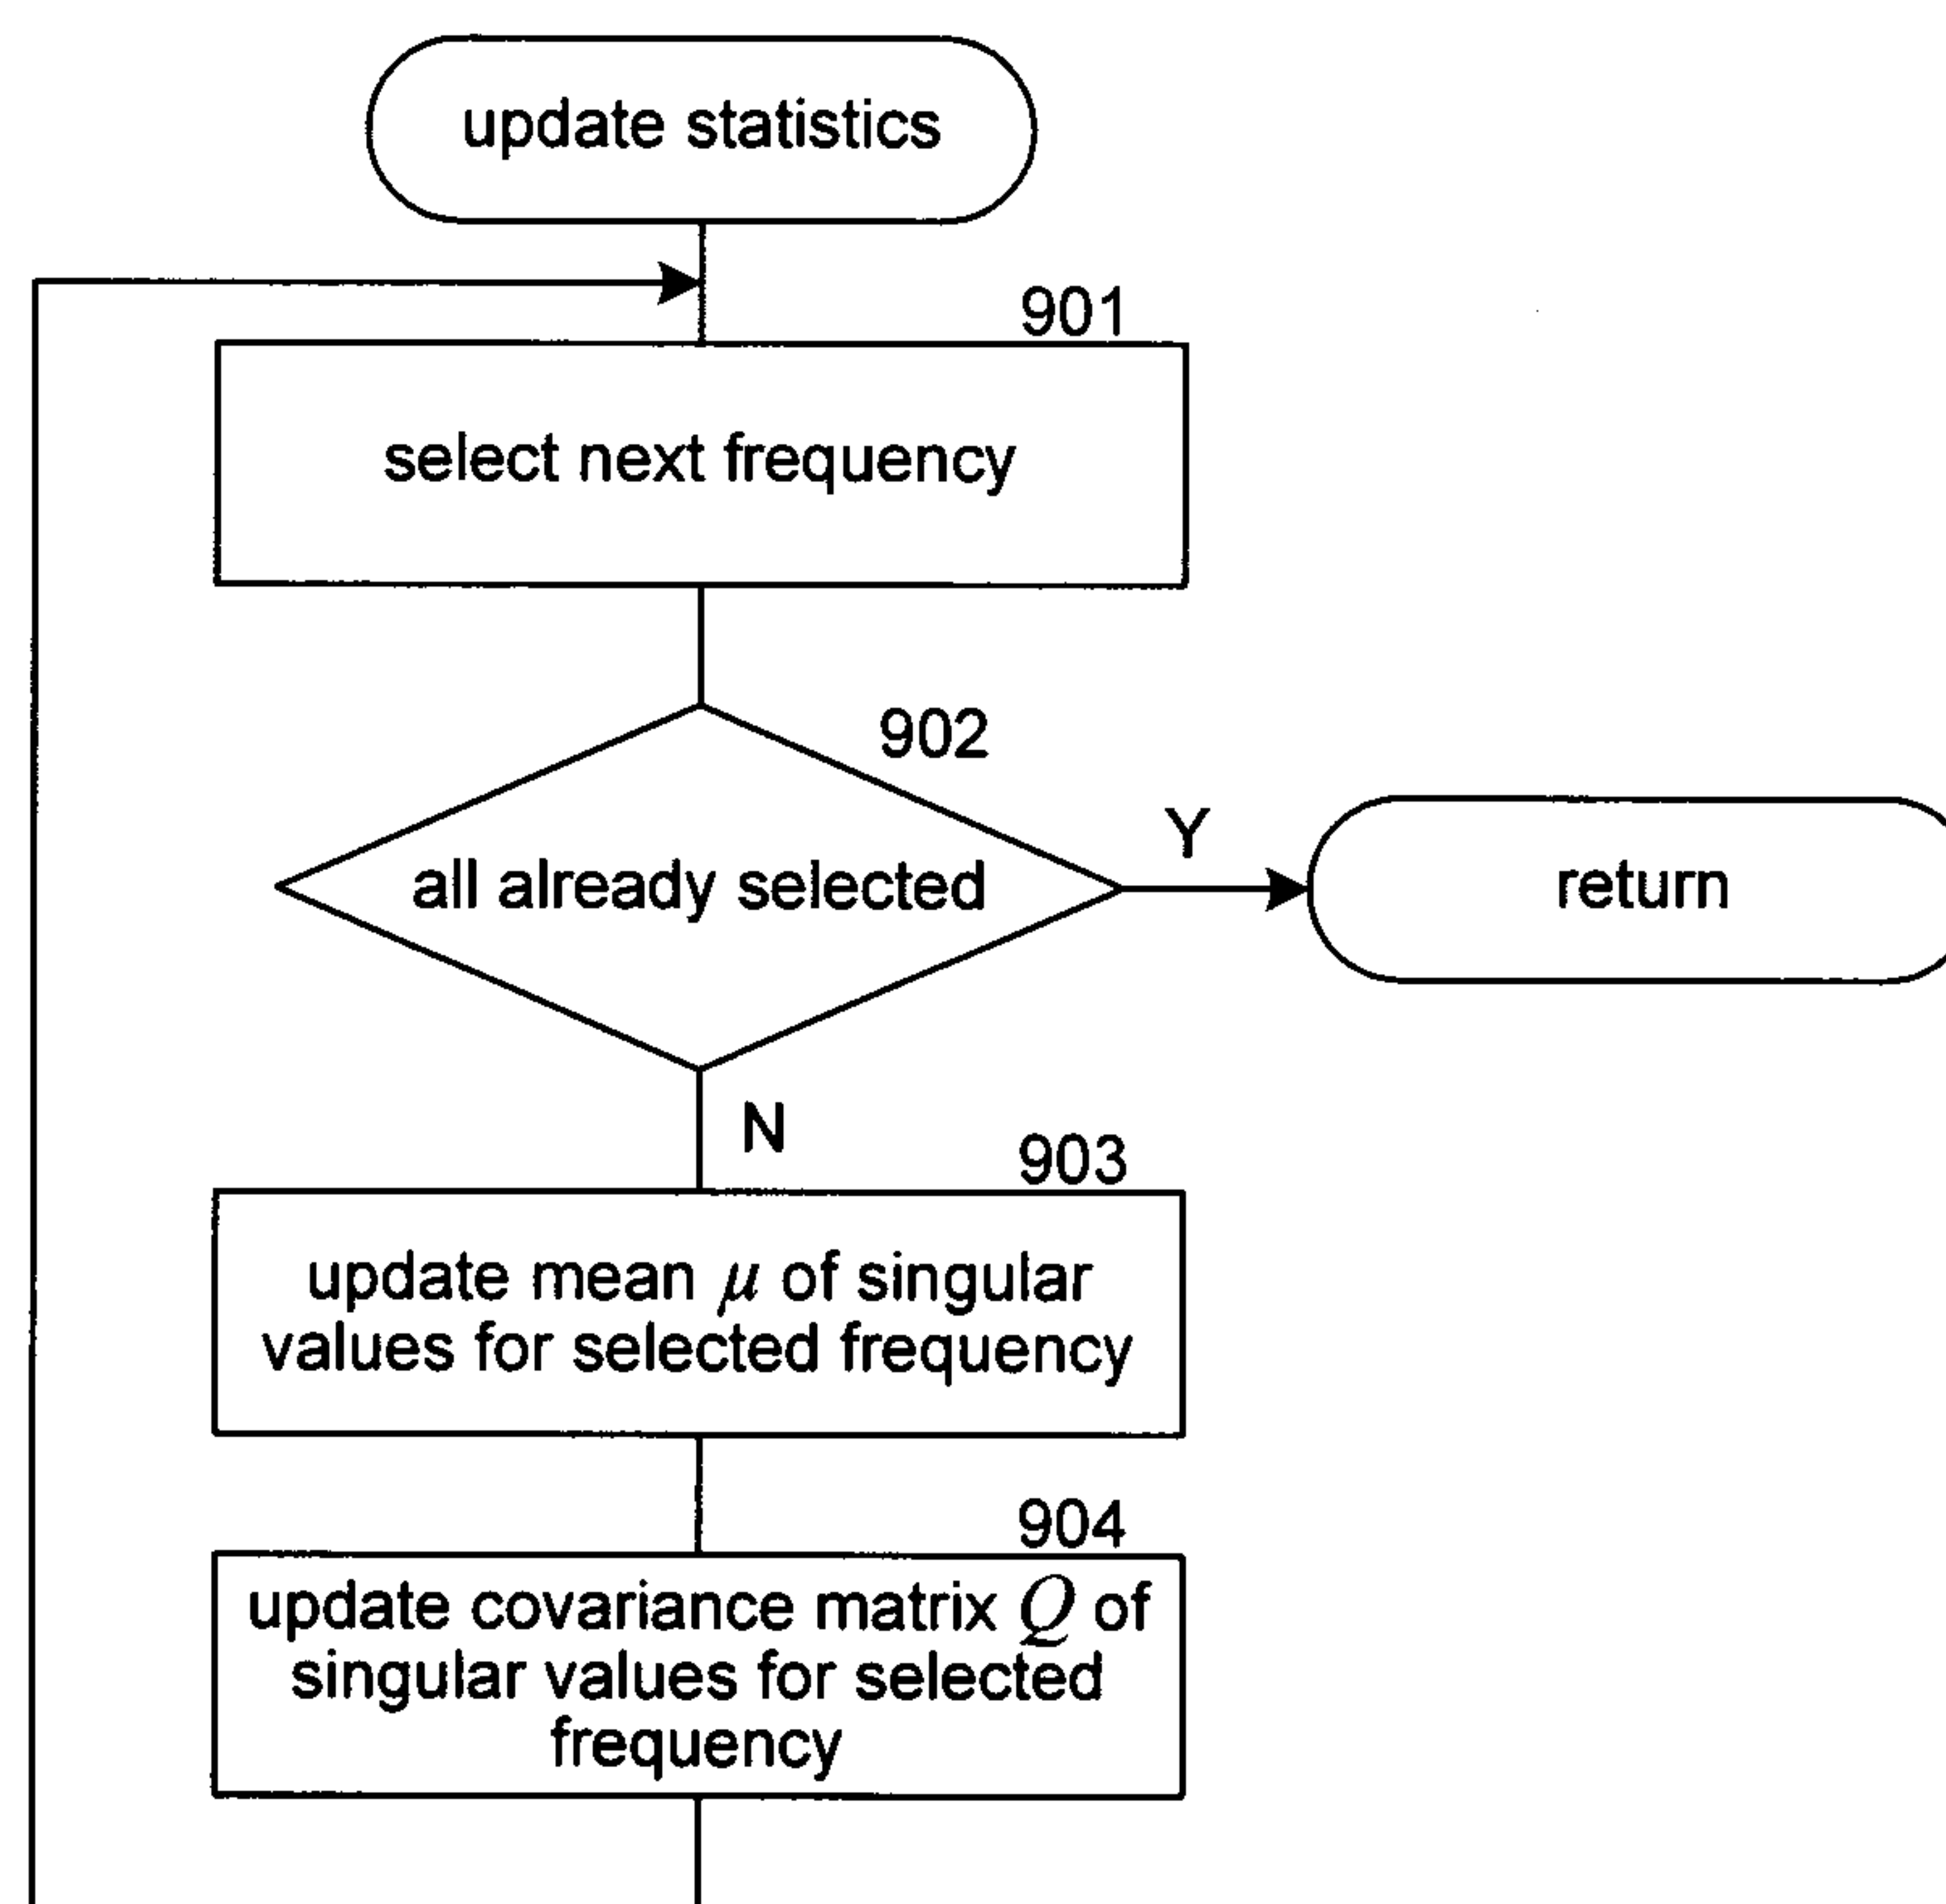 update statistics
901
select next frequency
902
all already selected
Y
return
N
903
update mean μ of singular
values for selected frequency
904
update covariance matrix Q of
singular values for selected
frequency